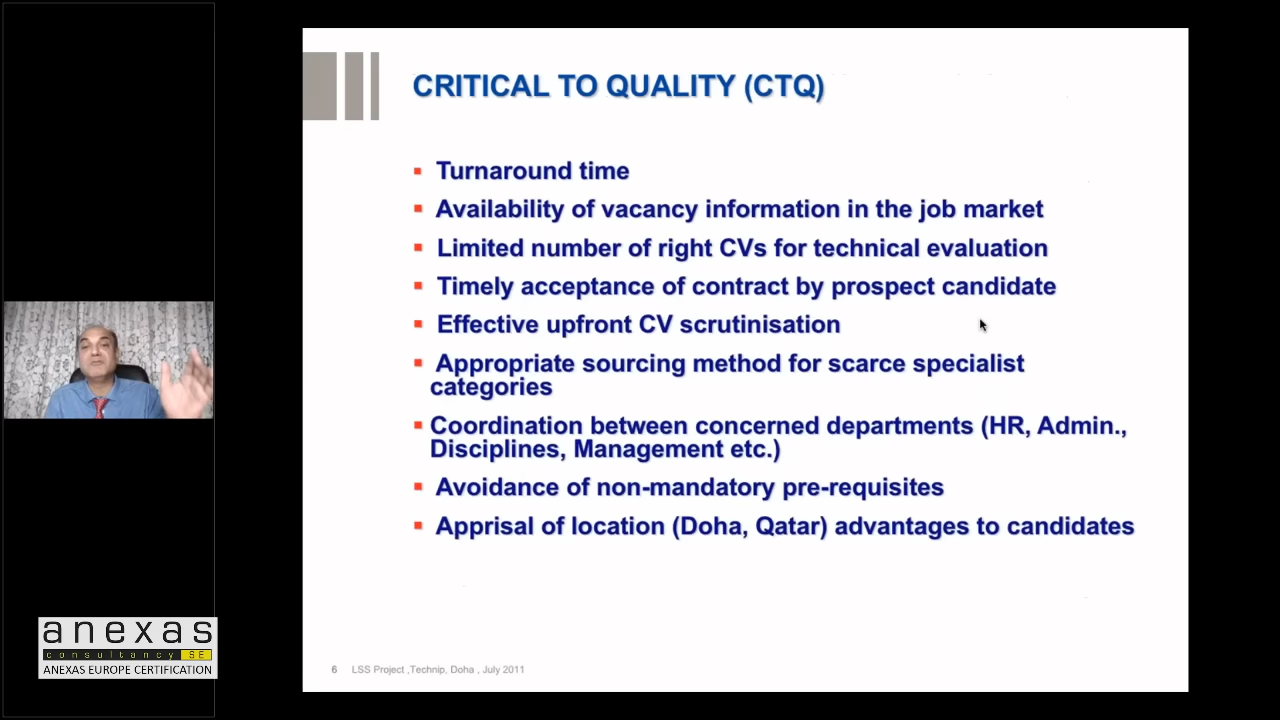 CRITICAL TO QUALITY (CTQ)
Turnaround time
Availability of vacancy information in the job market
Limited number of right CVs for technical evaluation
Timely acceptance of contract by prospect candidate
Effective upfront CV scrutinisation
Appropriate sourcing method for scarce specialist
categories
Coordination between concerned departments (HR, Admin.,
Disciplines, Management etc.)
Avoidance of non-mandatory pre-requisites
Apprisal of location (Doha, Qatar) advantages to candidates
6 LSS Project ,Technip, Doha , July 2011
anexas
consultancy SE
ANEXAS EUROPE CERTIFICATION